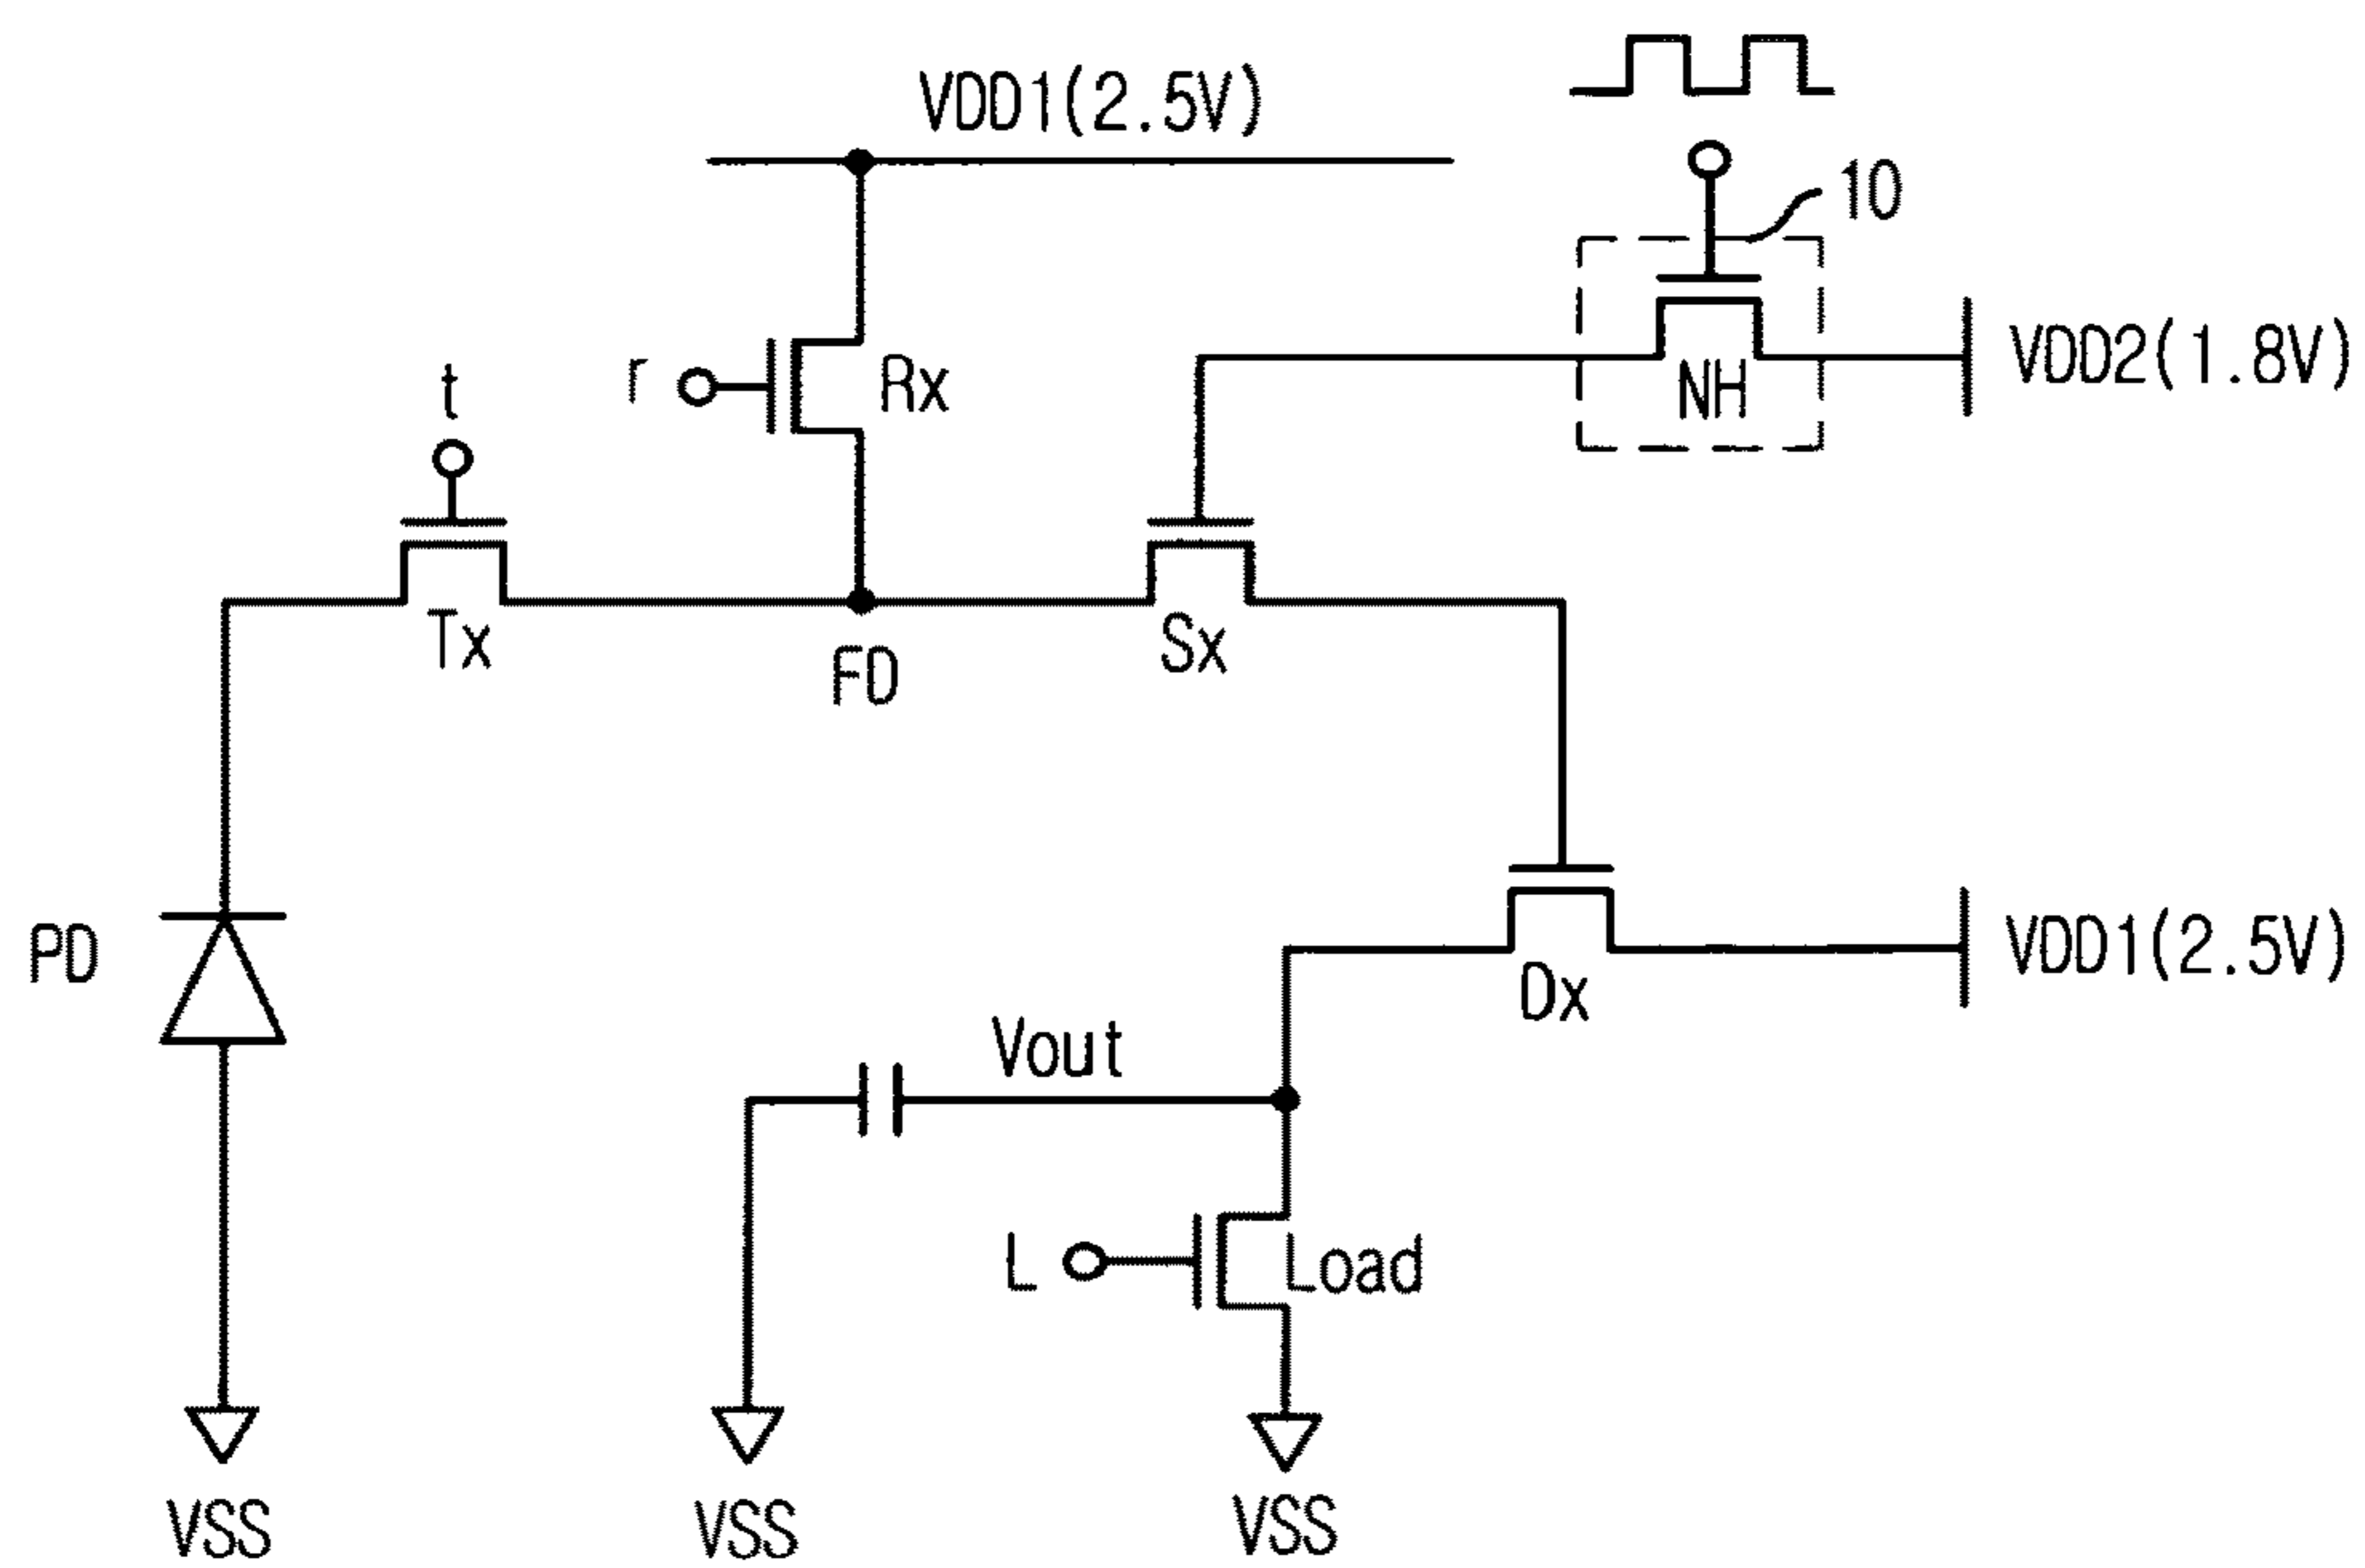 VDD1(2.5V)
10
r
Rx
NH
VDD2(1.8V)
t
Tx
FD
Sx
PD
Dx
VDD1(2.5V)
Vout
L
Load
VSS
VSS
VSS